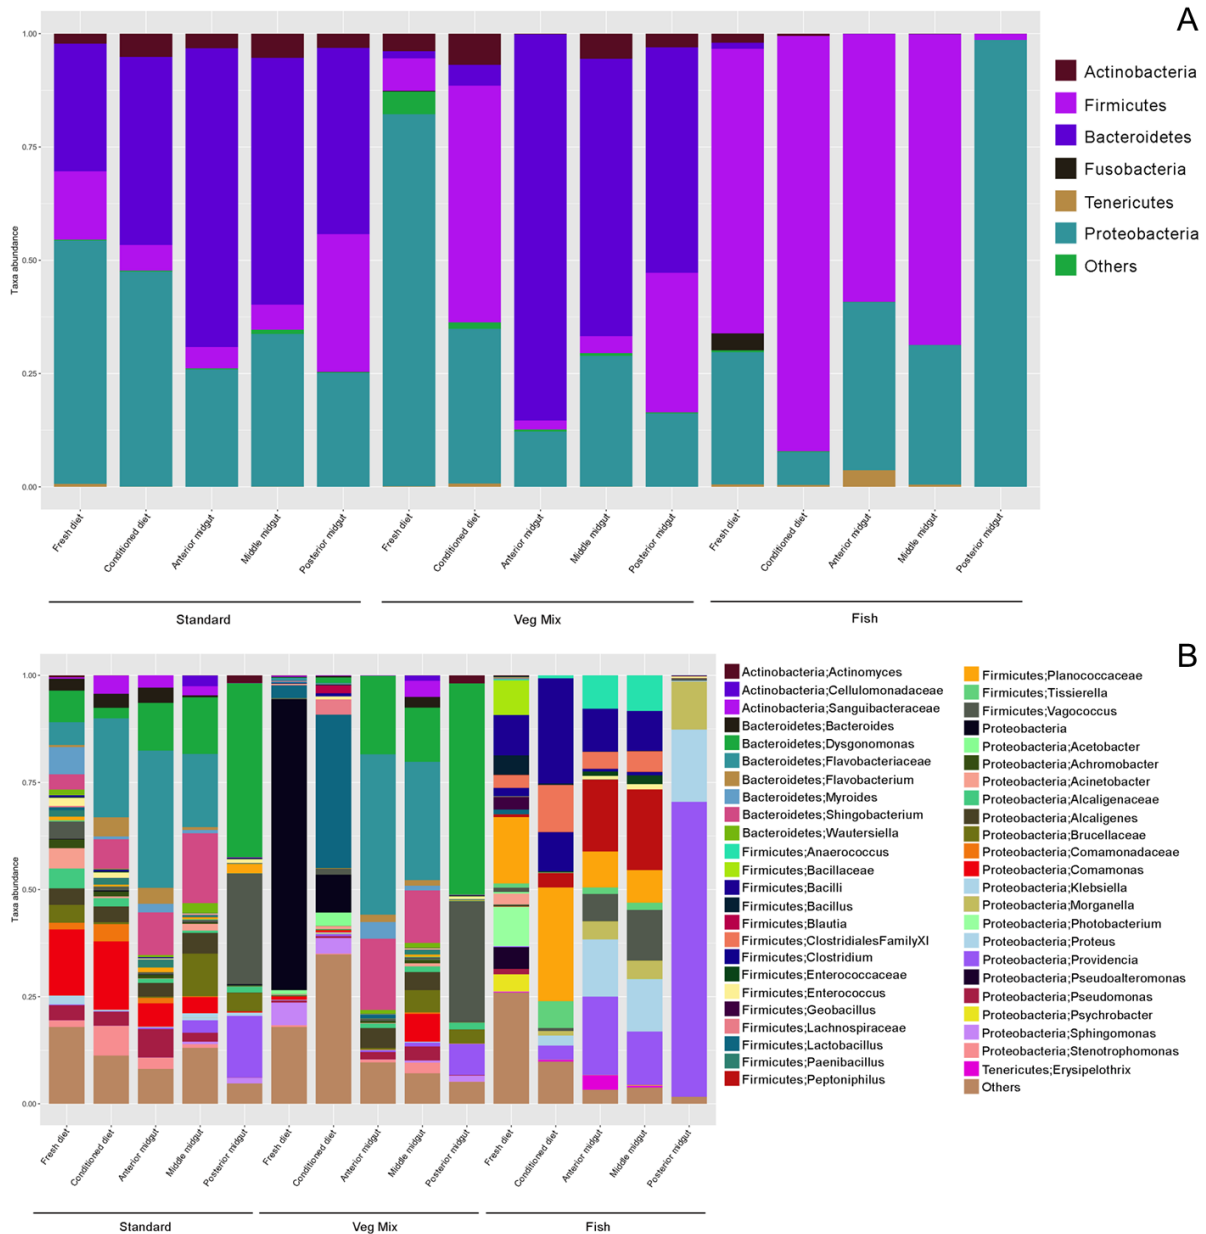 A
1.00
0.75
0.50
0.25
0.00
Taxa abundance
Actinobacteria
Firmicutes
Bacteroidetes
Fusobacteria
Tenericutes
Proteobacteria
Others
Fresh diet
Conditioned diet
Anterior midgut
Middle midgut
Posterior midgut
Fresh diet
Conditioned diet
Anterior midgut
Middle midgut
Posterior midgut
Fresh diet
Conditioned diet
Anterior midgut
Middle midgut
Posterior midgut
Standard
Veg Mix
Fish
B
1.00
0.75
0.50
0.25
0.00
Taxa abundance
Actinobacteria;Actinomyces
Actinobacteria;Cellulomonadaceae
Actinobacteria;Sanguibacteraceae
Bacteroidetes;Bacteroides
Bacteroidetes;Dysgonomonas
Bacteroidetes;Flavobacteriaceae
Bacteroidetes;Flavobacterium
Bacteroidetes;Myroides
Bacteroidetes;Shingobacterium
Bacteroidetes;Wautersiella
Firmicutes;Anaerococcus
Firmicutes;Bacillaceae
Firmicutes;Bacilli
Firmicutes;Bacillus
Firmicutes;Blautia
Firmicutes;ClostridialesFamilyXI
Firmicutes;Clostridium
Firmicutes;Enterococcaceae
Firmicutes;Enterococcus
Firmicutes;Geobacillus
Firmicutes;Lachnospiraceae
Firmicutes;Lactobacillus
Firmicutes;Paenibacillus
Firmicutes;Peptoniphilus
Firmicutes;Planococcaceae
Firmicutes;Tissierella
Firmicutes;Vagococcus
Proteobacteria
Proteobacteria;Acetobacter
Proteobacteria;Achromobacter
Proteobacteria;Acinetobacter
Proteobacteria;Alcaligenaceae
Proteobacteria;Alcaligenes
Proteobacteria;Brucellaceae
Proteobacteria;Comamonadaceae
Proteobacteria;Comamonas
Proteobacteria;Klebsiella
Proteobacteria;Morganella
Proteobacteria;Photobacterium
Proteobacteria;Proteus
Proteobacteria;Providencia
Proteobacteria;Pseudoalteromonas
Proteobacteria;Pseudomonas
Proteobacteria;Psychrobacter
Proteobacteria;Sphingomonas
Proteobacteria;Stenotrophomonas
Tenericutes;Erysipelothrix
Others
Fresh diet
Conditioned diet
Anterior midgut
Middle midgut
Posterior midgut
Fresh diet
Conditioned diet
Anterior midgut
Middle midgut
Posterior midgut
Fresh diet
Conditioned diet
Anterior midgut
Middle midgut
Posterior midgut
Standard
Veg Mix
Fish